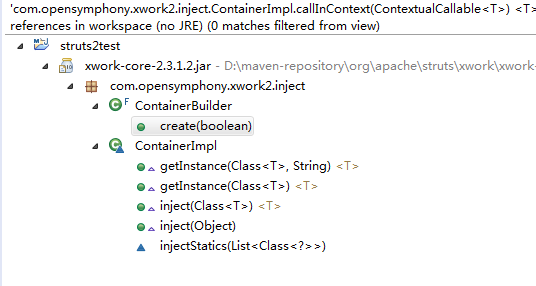 'com.opensymphony.xwork2.inject.ContainerImpl.callInContext(ContextualCallable<T>) <T>
references in workspace (no JRE) (0 matches filtered from view)
struts2test
xwork-core-2.3.1.2.jar - D:\maven-repository\org\apache\struts\xwork\xwork-
com.opensymphony.xwork2.inject
F ContainerBuilder
create(boolean)
ContainerImpl
getInstance(Class<T>, String) <T>
getInstance(Class<T>) <T>
inject(Class<T>) <T>
inject(Object)
injectStatics(List<Class<?>>)